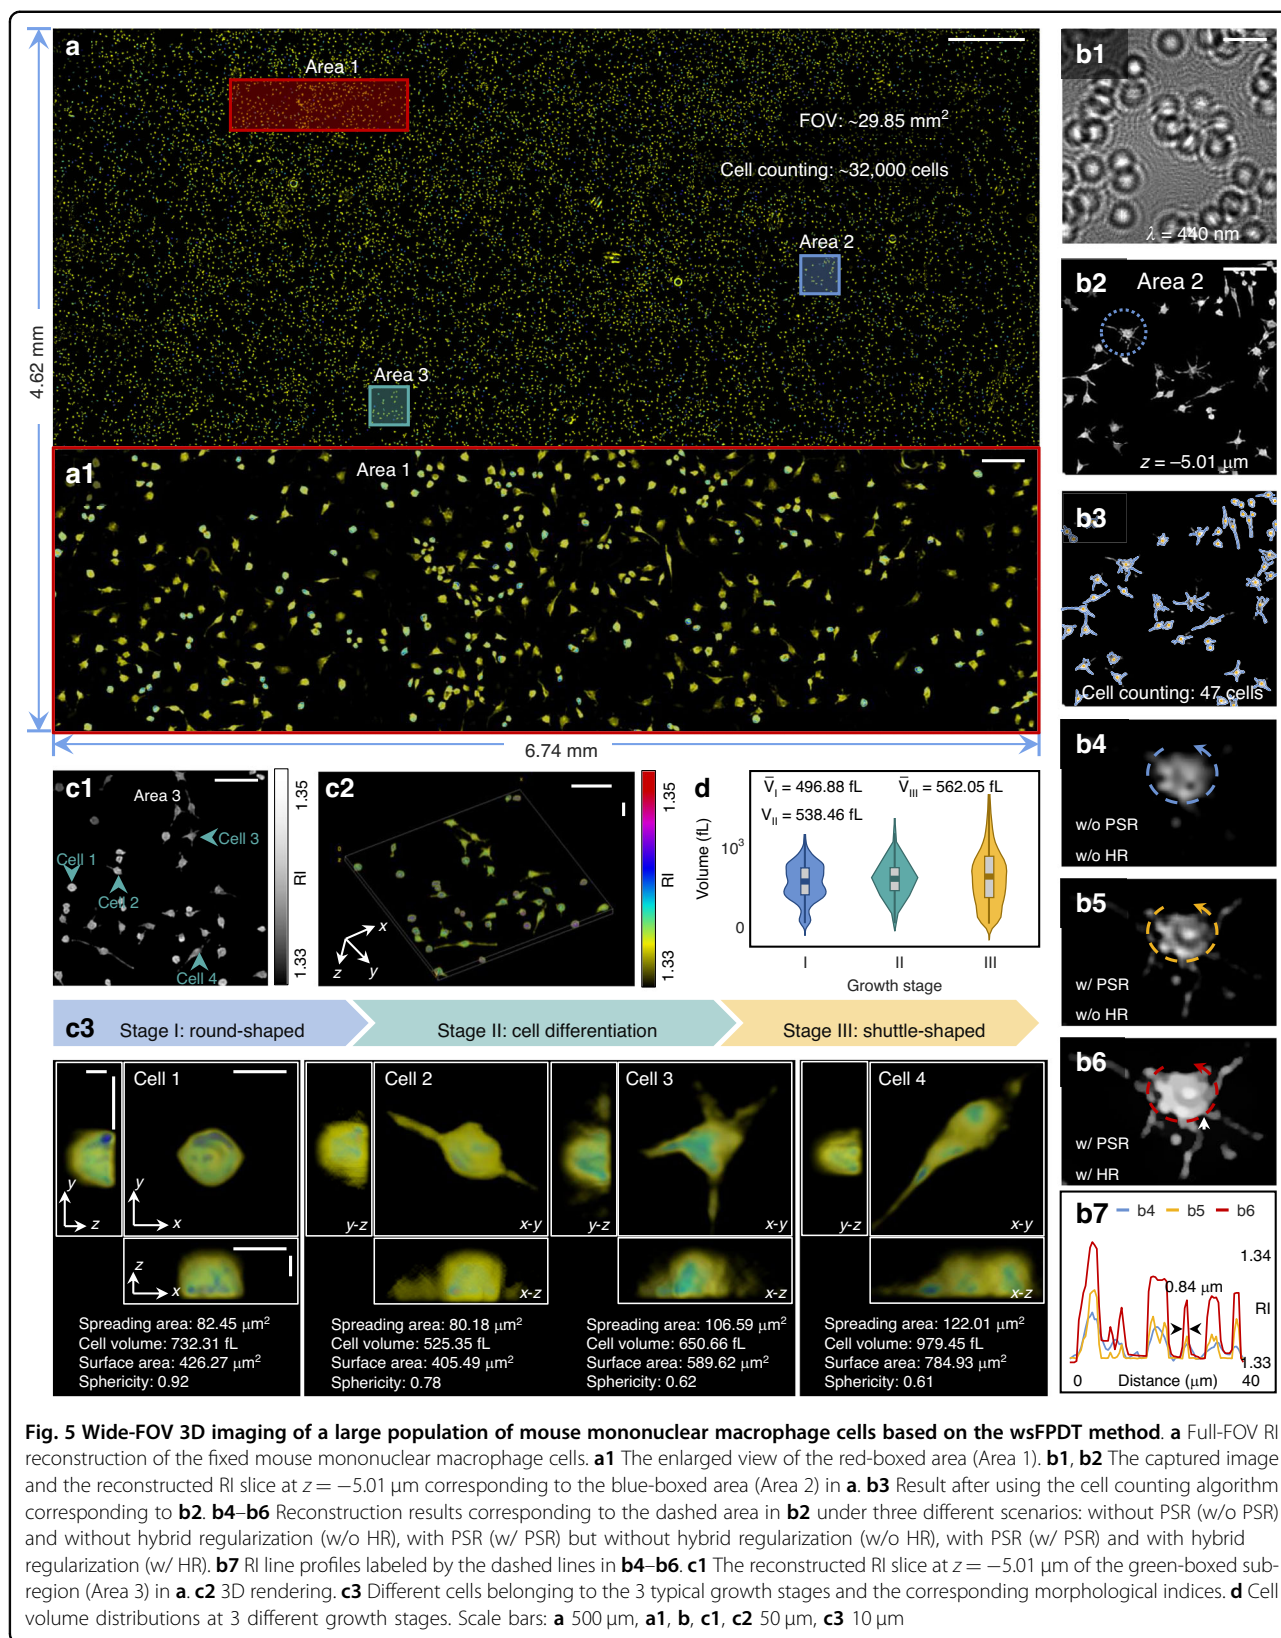 a
Area 1
FOV: ~29.85 mm²
Cell counting: ~32,000 cells
Area 2
Area 3
4.62 mm
a1
Area 1
6.74 mm
b1
λ = 440 nm
b2
Area 2
z = –5.01 μm
b3
Cell counting: 47 cells
b4
w/o PSR
w/o HR
b5
w/ PSR
w/o HR
b6
w/ PSR
w/ HR
b7
b4
b5
b6
1.34
0.84 μm
RI
1.33
0
Distance (μm)
40
c1
Area 3
Cell 3
Cell 1
Cell 2
Cell 4
1.35
RI
1.33
c2
x
y
z
1.35
RI
1.33
d
V̅I = 496.88 fL
V̅III = 562.05 fL
VII = 538.46 fL
Volume (fL)
10³
0
I
II
III
Growth stage
c3
Stage I: round-shaped
Stage II: cell differentiation
Stage III: shuttle-shaped
Cell 1
y
z
y
x
z
x
Spreading area: 82.45 μm²
Cell volume: 732.31 fL
Surface area: 426.27 μm²
Sphericity: 0.92
Cell 2
y-z
x-y
x-z
Spreading area: 80.18 μm²
Cell volume: 525.35 fL
Surface area: 405.49 μm²
Sphericity: 0.78
Cell 3
y-z
x-y
x-z
Spreading area: 106.59 μm²
Cell volume: 650.66 fL
Surface area: 589.62 μm²
Sphericity: 0.62
Cell 4
y-z
x-y
x-z
Spreading area: 122.01 μm²
Cell volume: 979.45 fL
Surface area: 784.93 μm²
Sphericity: 0.61
Fig. 5 Wide-FOV 3D imaging of a large population of mouse mononuclear macrophage cells based on the wsFPDT method. a Full-FOV RI
reconstruction of the fixed mouse mononuclear macrophage cells. a1 The enlarged view of the red-boxed area (Area 1). b1, b2 The captured image
and the reconstructed RI slice at z = −5.01 μm corresponding to the blue-boxed area (Area 2) in a. b3 Result after using the cell counting algorithm
corresponding to b2. b4–b6 Reconstruction results corresponding to the dashed area in b2 under three different scenarios: without PSR (w/o PSR)
and without hybrid regularization (w/o HR), with PSR (w/ PSR) but without hybrid regularization (w/o HR), with PSR (w/ PSR) and with hybrid
regularization (w/ HR). b7 RI line profiles labeled by the dashed lines in b4–b6. c1 The reconstructed RI slice at z = −5.01 μm of the green-boxed sub-
region (Area 3) in a. c2 3D rendering. c3 Different cells belonging to the 3 typical growth stages and the corresponding morphological indices. d Cell
volume distributions at 3 different growth stages. Scale bars: a 500 μm, a1, b, c1, c2 50 μm, c3 10 μm